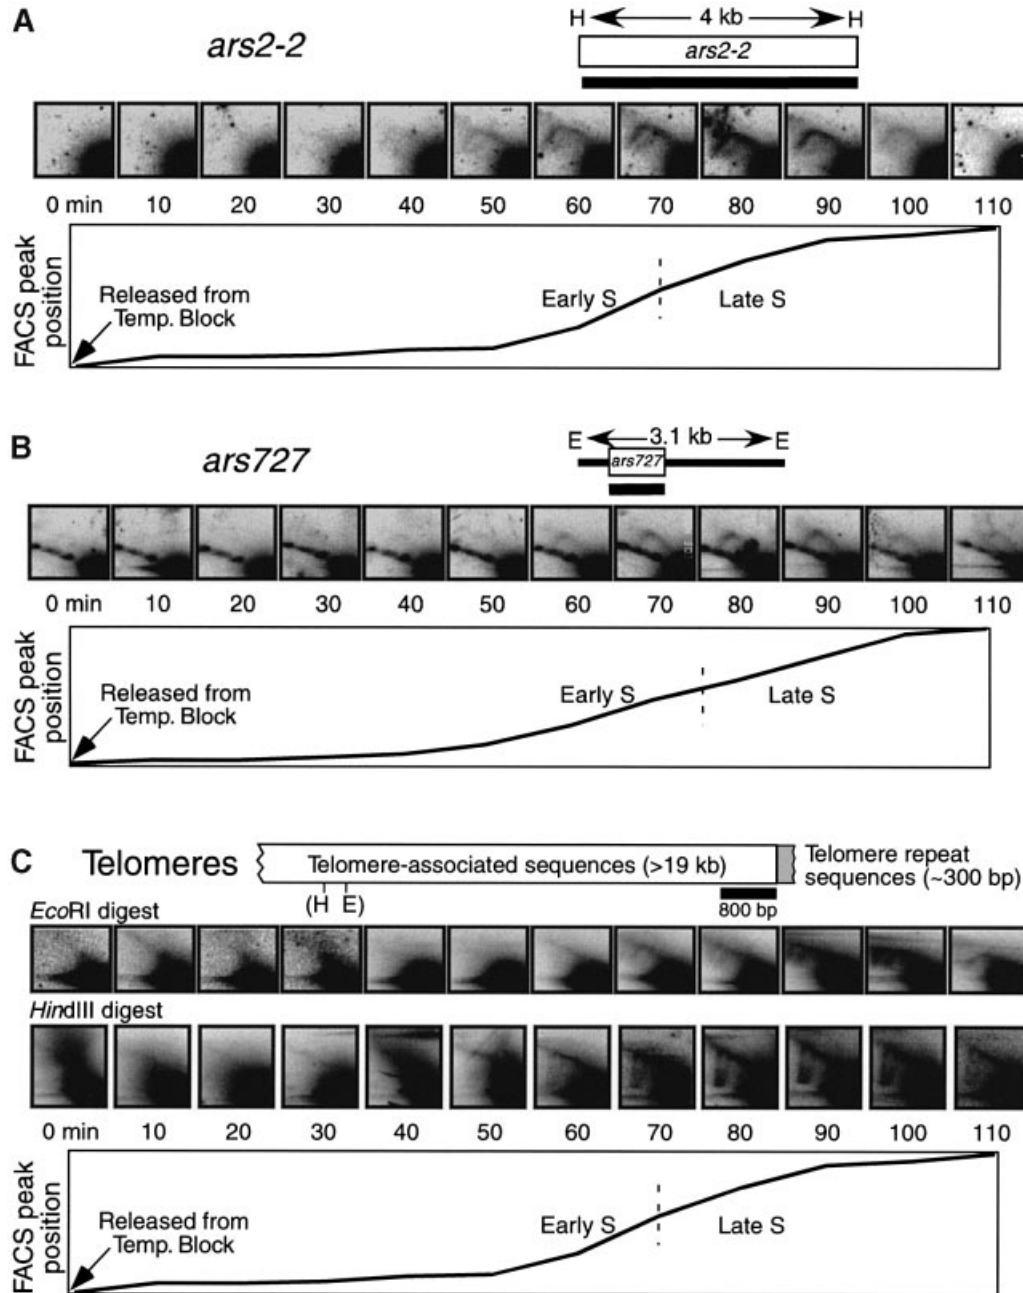 A
ars2-2
H 4 kb H
ars2-2
0 min 10 20 30 40 50 60 70 80 90 100 110
FACS peak
position
Released from
Temp. Block
Early S
Late S
B
ars727
E 3.1 kb E
ars727
0 min 10 20 30 40 50 60 70 80 90 100 110
FACS peak
position
Released from
Temp. Block
Early S
Late S
C
Telomeres
Telomere-associated sequences (>19 kb)
Telomere repeat
sequences (~300 bp)
(H E)
800 bp
EcoRI digest
HindIII digest
0 min 10 20 30 40 50 60 70 80 90 100 110
FACS peak
position
Released from
Temp. Block
Early S
Late S